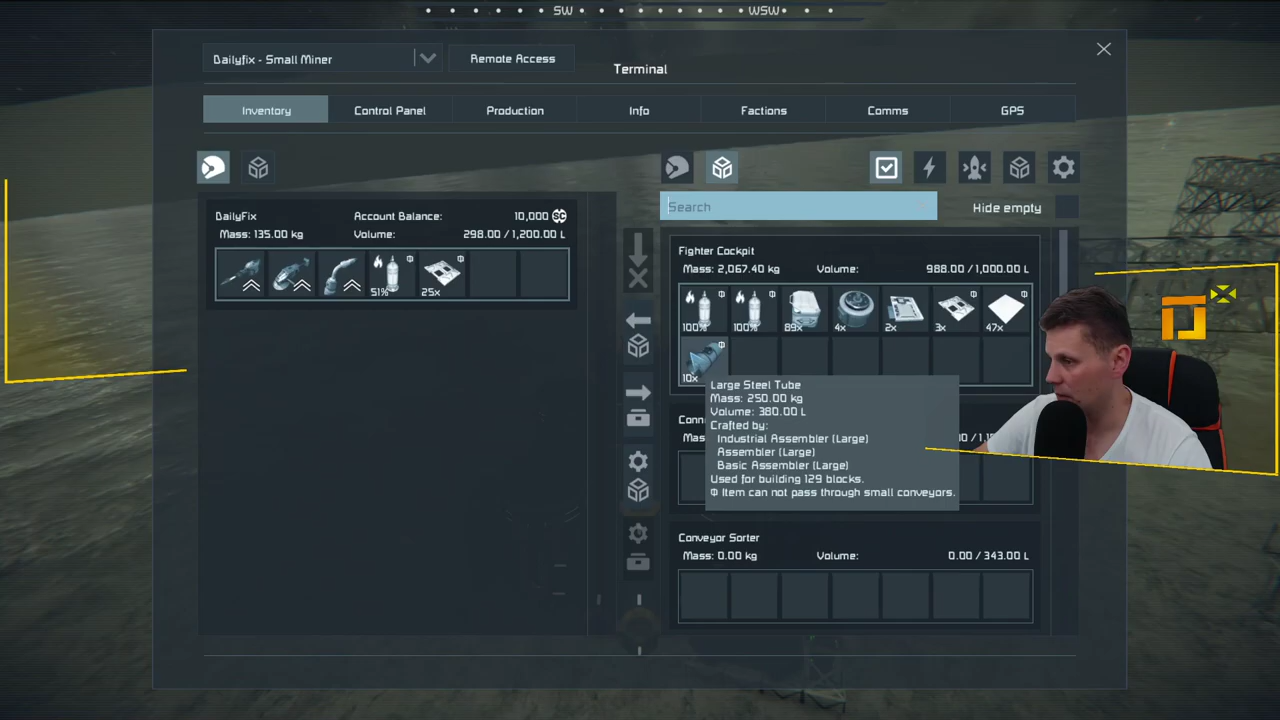 SW
WSW
Dailyfix - Small Miner
Remote Access
Terminal
Inventory
Control Panel
Production
Info
Factions
Comms
GPS
Search
Hide empty
DailyFix
Account Balance: 10,000 SC
Mass: 135.00 kg
Volume: 298.00 / 1,200.00 L
51%
25x
Fighter Cockpit
Mass: 2,067.40 kg
Volume: 988.00 / 1,000.00 L
100%
100%
89x
4x
2x
3x
47x
10x
Large Steel Tube
Mass: 250.00 kg
Volume: 380.00 L
Crafted by:
Industrial Assembler (Large)
Assembler (Large)
Basic Assembler (Large)
Used for building 129 blocks.
Item can not pass through small conveyors.
Conveyor Sorter
Mass: 0.00 kg
Volume: 0.00 / 343.00 L